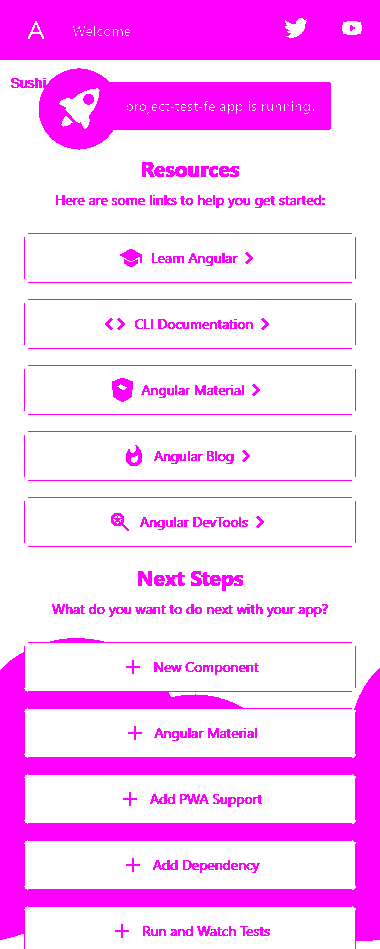 A Welcome
Sushi
project-test-fe app is running.
Resources
Here are some links to help you get started:
Learn Angular
CLI Documentation
Angular Material
Angular Blog
Angular DevTools
Next Steps
What do you want to do next with your app?
New Component
Angular Material
Add PWA Support
Add Dependency
Run and Watch Tests